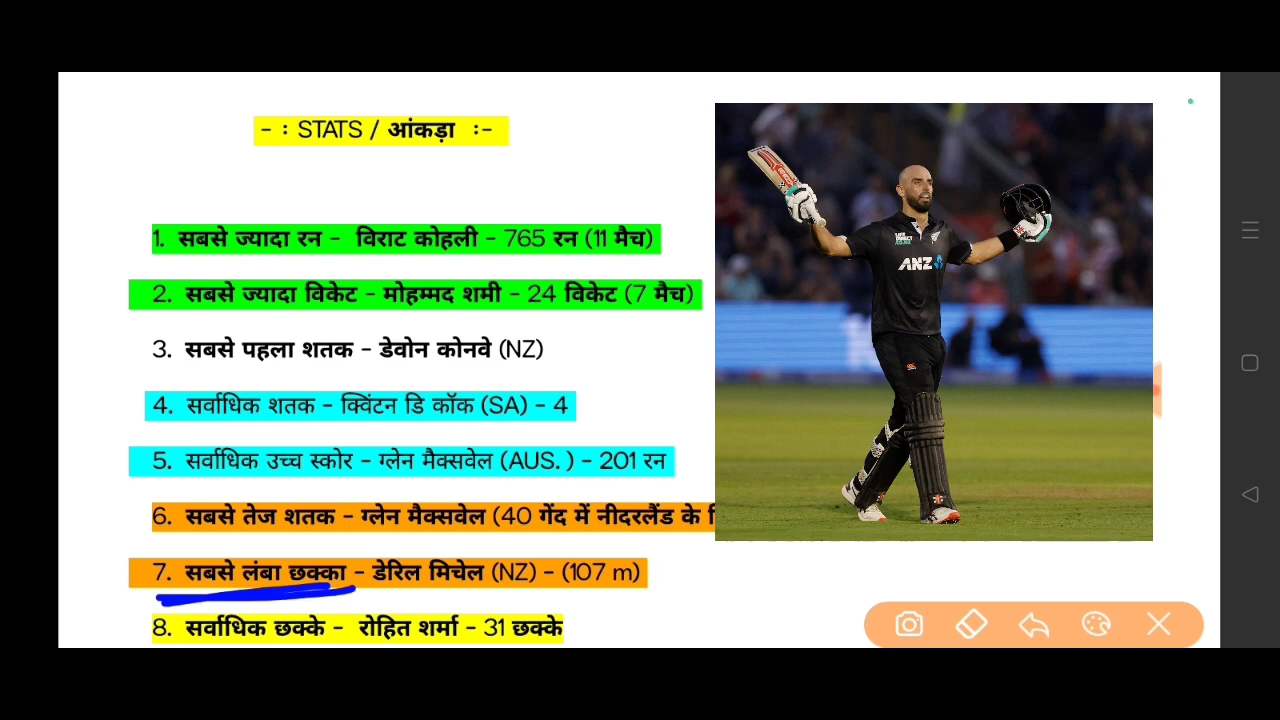 - : STATS / आंकड़ा :-
1. सबसे ज्यादा रन - विराट कोहली - 765 रन (11 मैच)
2. सबसे ज्यादा विकेट - मोहम्मद शमी - 24 विकेट (7 मैच)
3. सबसे पहला शतक - डेवोन कोनवे (NZ)
4. सर्वाधिक शतक - क्विंटन डि कॉक (SA) - 4
5. सर्वाधिक उच्च स्कोर - ग्लेन मैक्सवेल (AUS. ) - 201 रन
6. सबसे तेज शतक - ग्लेन मैक्सवेल (40 गेंद में नीदरलैंड के
7. सबसे लंबा छक्का - डेरिल मिचेल (NZ) - (107 m)
8. सर्वाधिक छक्के - रोहित शर्मा - 31 छक्के
ANZ